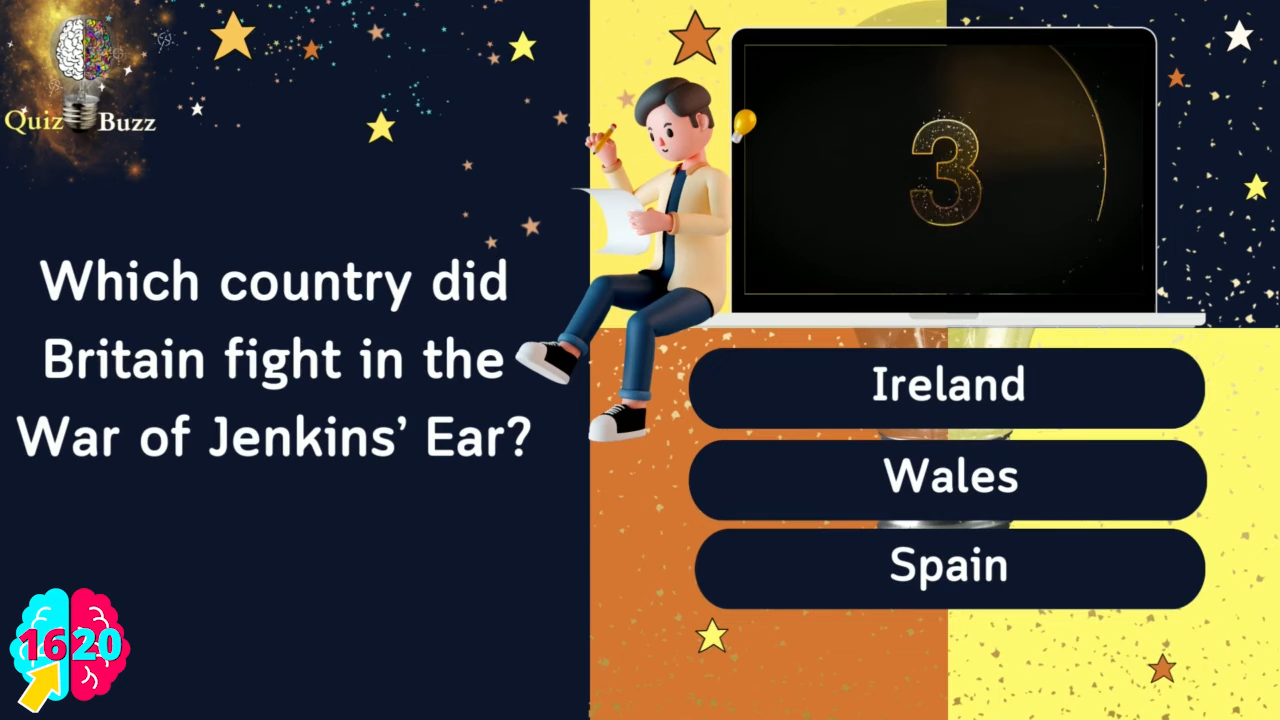 Quiz Buzz
3
Which country did
Britain fight in the
War of Jenkins’ Ear?
Ireland
Wales
Spain
1620